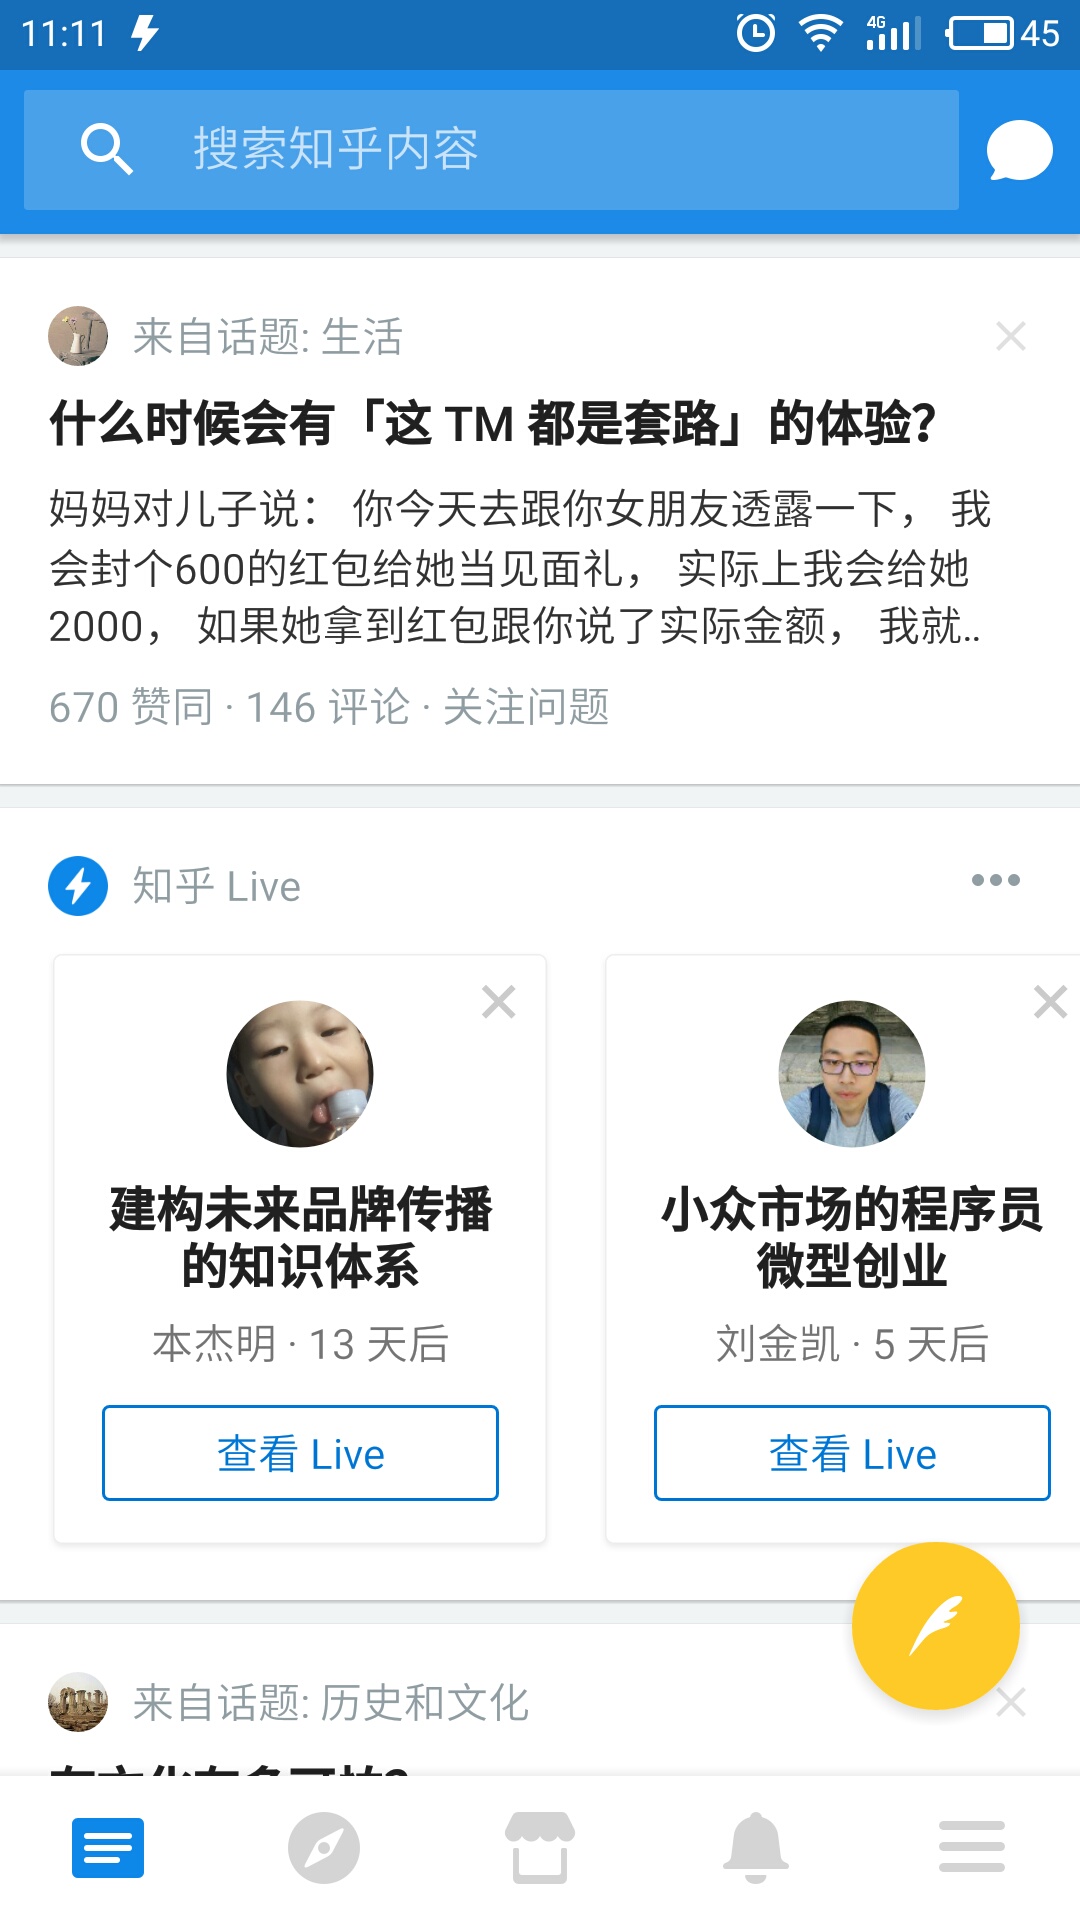 11:11
4G
45
搜索知乎内容
来自话题: 生活
什么时候会有「这 TM 都是套路」的体验?
妈妈对儿子说： 你今天去跟你女朋友透露一下， 我
会封个600的红包给她当见面礼， 实际上我会给她
2000， 如果她拿到红包跟你说了实际金额， 我就..
670 赞同 · 146 评论 · 关注问题
知乎 Live
建构未来品牌传播
的知识体系
本杰明 · 13 天后
查看 Live
小众市场的程序员
微型创业
刘金凯 · 5 天后
查看 Live
来自话题: 历史和文化